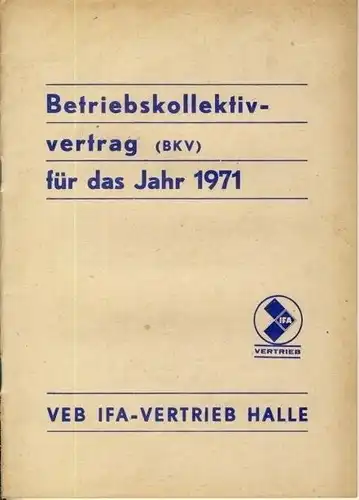 Betriebskollektiv-
vertrag (BKV)
für das Jahr 1971
IFA
VERTRIEB
VEB IFA-VERTRIEB HALLE